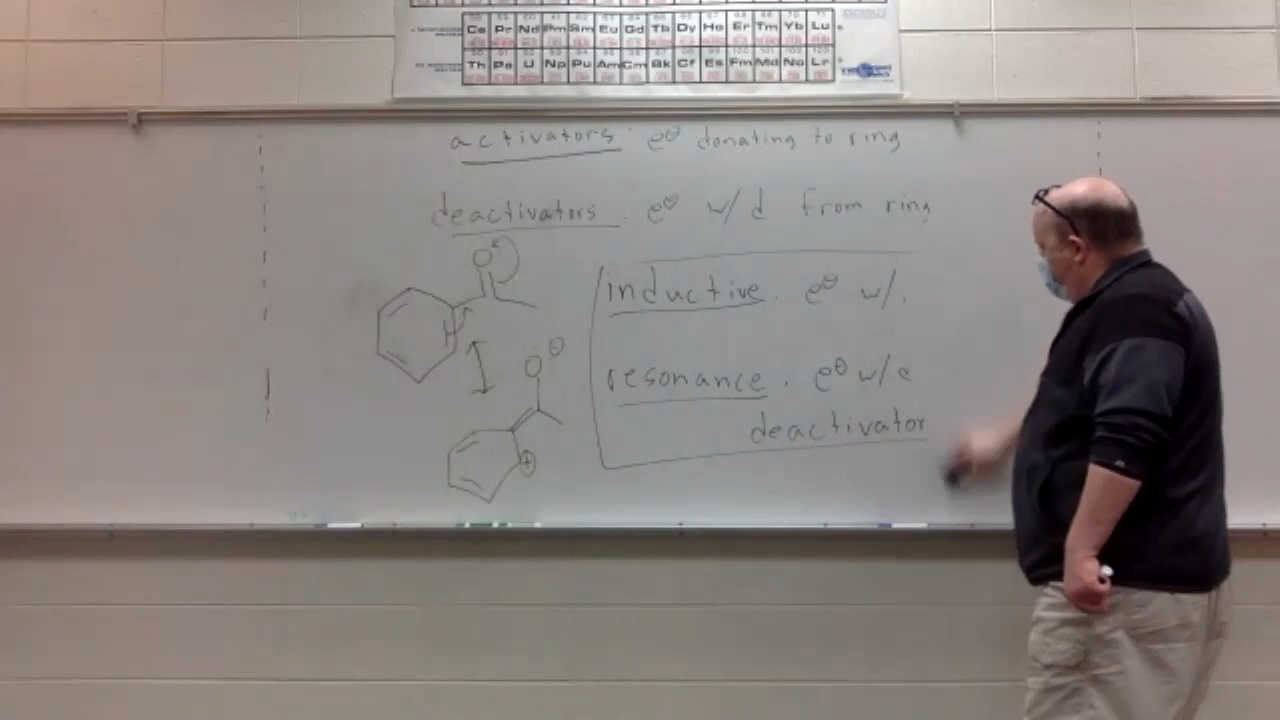 Ce Pr Nd Pm Sm Eu Gd Tb Dy Ho Er Tm Yb Lu
Th Pa U Np Pu Am Cm Bk Cf Es Fm Md No Lr
activators. e⊖ donating to ring
deactivators. e⊖ w/d from ring
O
inductive. e⊖ w/.
H
O ⊖
resonance. e⊖ w/
deactivator
⊕